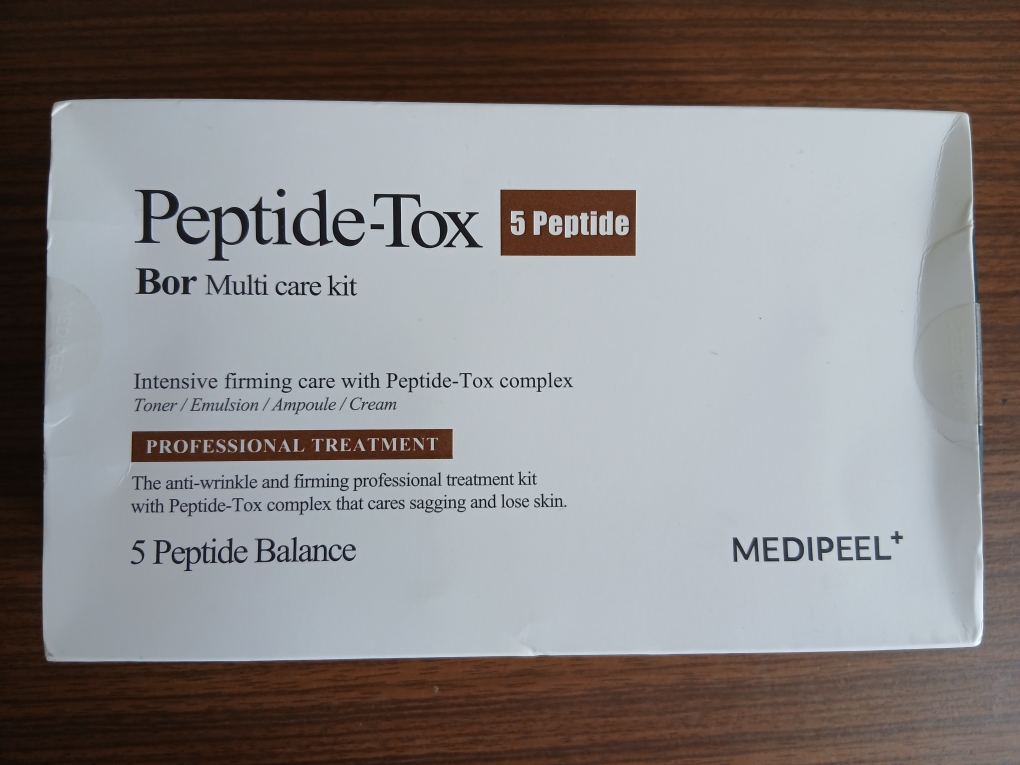 Peptide-Tox 5 Peptide
Bor Multi care kit
Intensive firming care with Peptide-Tox complex
Toner / Emulsion / Ampoule / Cream
PROFESSIONAL TREATMENT
The anti-wrinkle and firming professional treatment kit
with Peptide-Tox complex that cares sagging and lose skin.
5 Peptide Balance
MEDIPEEL+